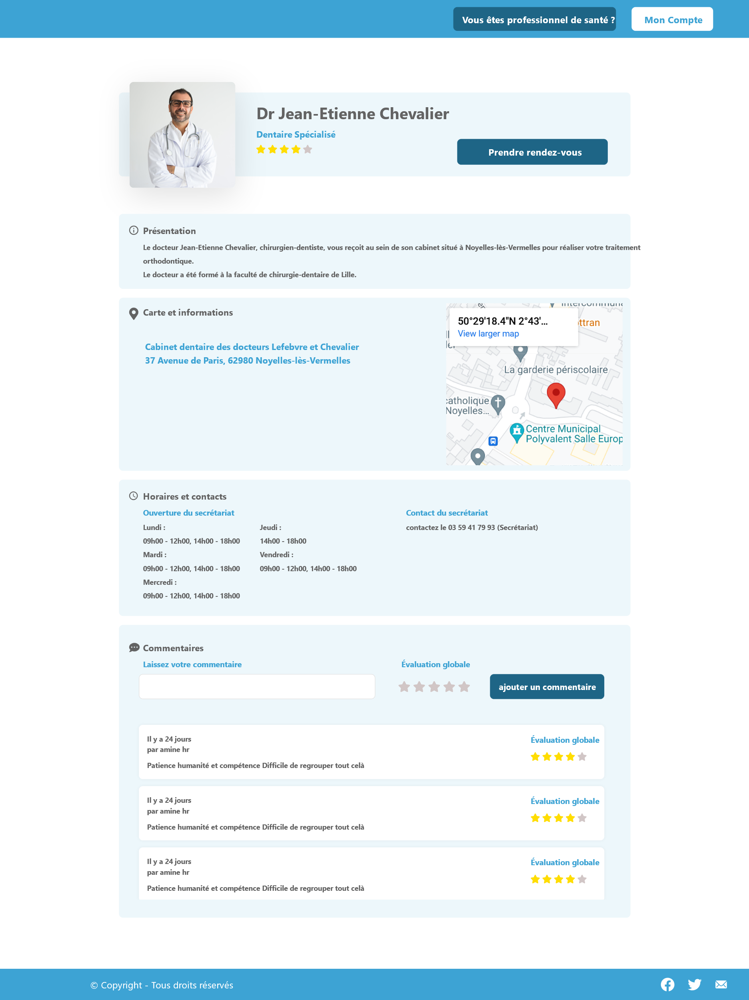 Vous êtes professionnel de santé ?
Mon Compte
Dr Jean-Etienne Chevalier
Dentaire Spécialisé
Prendre rendez-vous
Présentation
Le docteur Jean-Etienne Chevalier, chirurgien-dentiste, vous reçoit au sein de son cabinet situé à Noyelles-lès-Vermelles pour réaliser votre traitement
orthodontique.
Le docteur a été formé à la faculté de chirurgie-dentaire de Lille.
Carte et informations
Cabinet dentaire des docteurs Lefebvre et Chevalier
37 Avenue de Paris, 62980 Noyelles-lès-Vermelles
50°29'18.4"N 2°43'...
View larger map
ttran
La garderie périscolaire
catholique
Noyelles...
Centre Municipal
Polyvalent Salle Europ
Horaires et contacts
Ouverture du secrétariat
Lundi :
09h00 - 12h00, 14h00 - 18h00
Mardi :
09h00 - 12h00, 14h00 - 18h00
Mercredi :
09h00 - 12h00, 14h00 - 18h00
Jeudi :
14h00 - 18h00
Vendredi :
09h00 - 12h00, 14h00 - 18h00
Contact du secrétariat
contactez le 03 59 41 79 93 (Secrétariat)
Commentaires
Laissez votre commentaire
Évaluation globale
ajouter un commentaire
Il y a 24 jours
par amine hr
Patience humanité et compétence Difficile de regrouper tout celà
Évaluation globale
Il y a 24 jours
par amine hr
Patience humanité et compétence Difficile de regrouper tout celà
Évaluation globale
Il y a 24 jours
par amine hr
Patience humanité et compétence Difficile de regrouper tout celà
Évaluation globale
© Copyright - Tous droits réservés